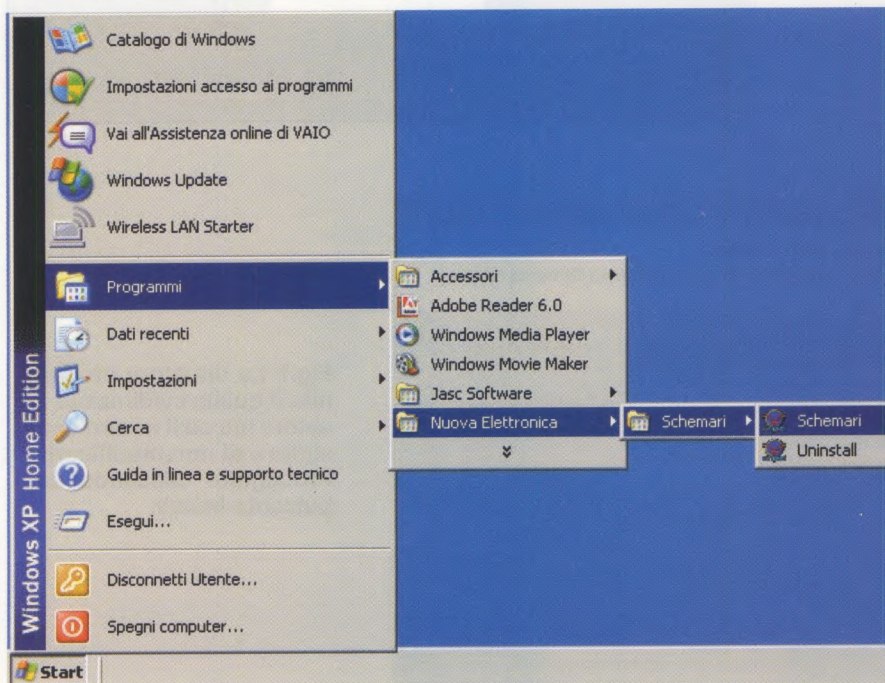 Catalogo di Windows
Impostazioni accesso ai programmi
Vai all'Assistenza online di VAIO
Windows Update
Wireless LAN Starter
Programmi
Dati recenti
Impostazioni
Cerca
Guida in linea e supporto tecnico
Esegui...
Disconnetti Utente...
Spegni computer...
Windows XP Home Edition
Accessori
Adobe Reader 6.0
Windows Media Player
Windows Movie Maker
Jasc Software
Nuova Elettronica
Schemari
Schemari
Uninstall
Start